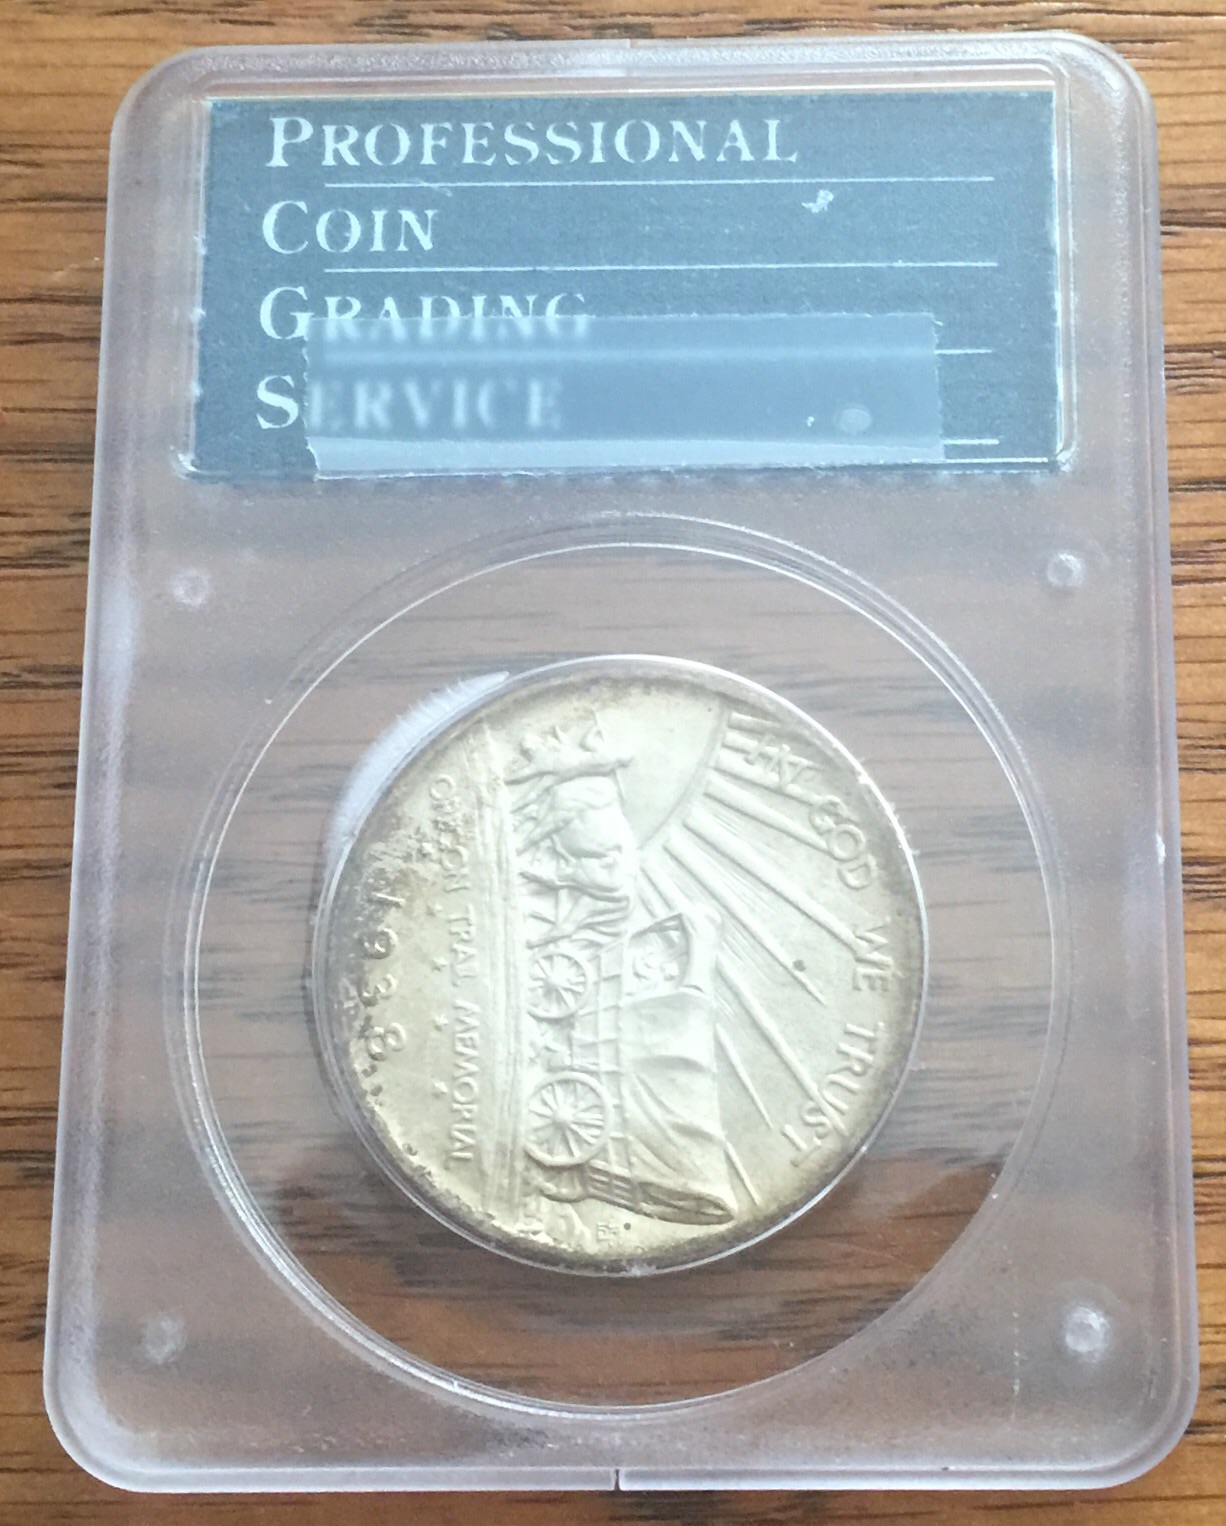 PROFESSIONAL
COIN
GRADING
SERVICE
IN GOD WE TRUST
OREGON TRAIL MEMORIAL
1938